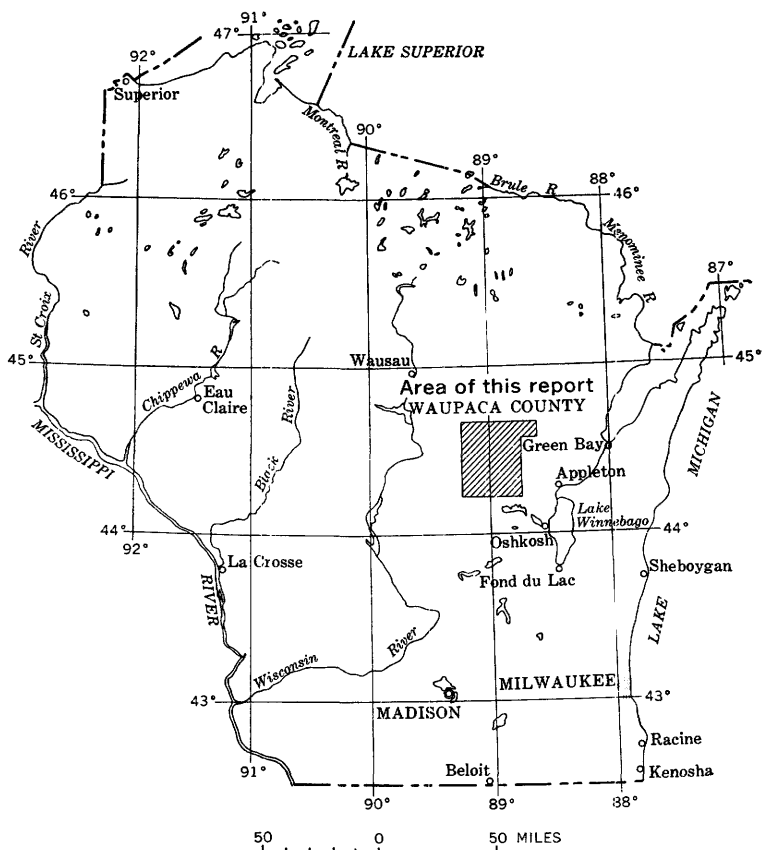 91°
47°
LAKE SUPERIOR
92°
Superior
Montreal R
90°
89°
Brule R
88°
46°
46°
River
Menominee R
87°
St Croix
45°
Wausau
45°
Chippewa R
Area of this report
WAUPACA COUNTY
Eau
Claire
River
Green Bay
MICHIGAN
MISSISSIPPI
Black
Appleton
Lake
Winnebago
44°
44°
92°
Oshkosh
La Crosse
Sheboygan
Fond du Lac
RIVER
LAKE
River
Wisconsin
MILWAUKEE
43°
43°
MADISON
Racine
91°
Beloit
Kenosha
90°
89°
38°
50 0 50 MILES